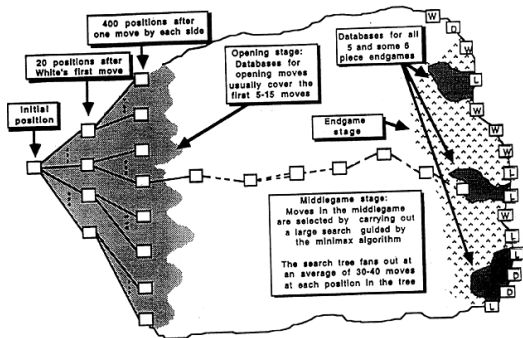 400 positions after
one move by each side
20 positions after
White's first move
Initial
position
Opening stage:
Databases for
opening moves
usually cover the
first 5-15 moves
Databases for all
5 and some 6
piece endgames
Endgame
stage
Middlegame stage:
Moves in the middlegame
are selected by carrying out
a large search guided by
the minimax algorithm
The search tree fans out at
an average of 30-40 moves
at each position in the tree
W
D
W
W
L
W
W
W
D
L
L
W
L
L
L
D
D
L